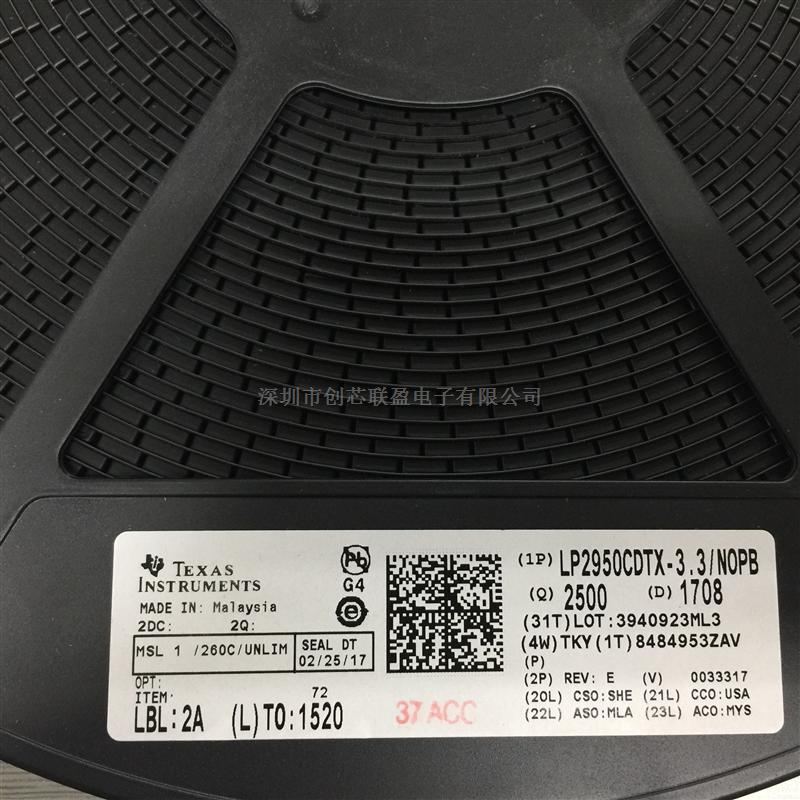 深圳市创芯联盈电子有限公司
TEXAS INSTRUMENTS
Pb
G4
e
MADE IN: Malaysia
2DC: 2Q:
MSL 1 /260C/UNLIM
SEAL DT
02/25/17
OPT:
ITEM: 72
LBL:2A (L)TO:1520
37 ACC
(1P) LP2950CDTX-3.3/NOPB
(Q) 2500 (D) 1708
(31T)LOT:3940923ML3
(4W)TKY(1T)8484953ZAV
(P)
(2P) REV: E (V) 0033317
(20L) CSO:SHE (21L) CCO:USA
(22L) ASO:MLA (23L) ACO:MYS